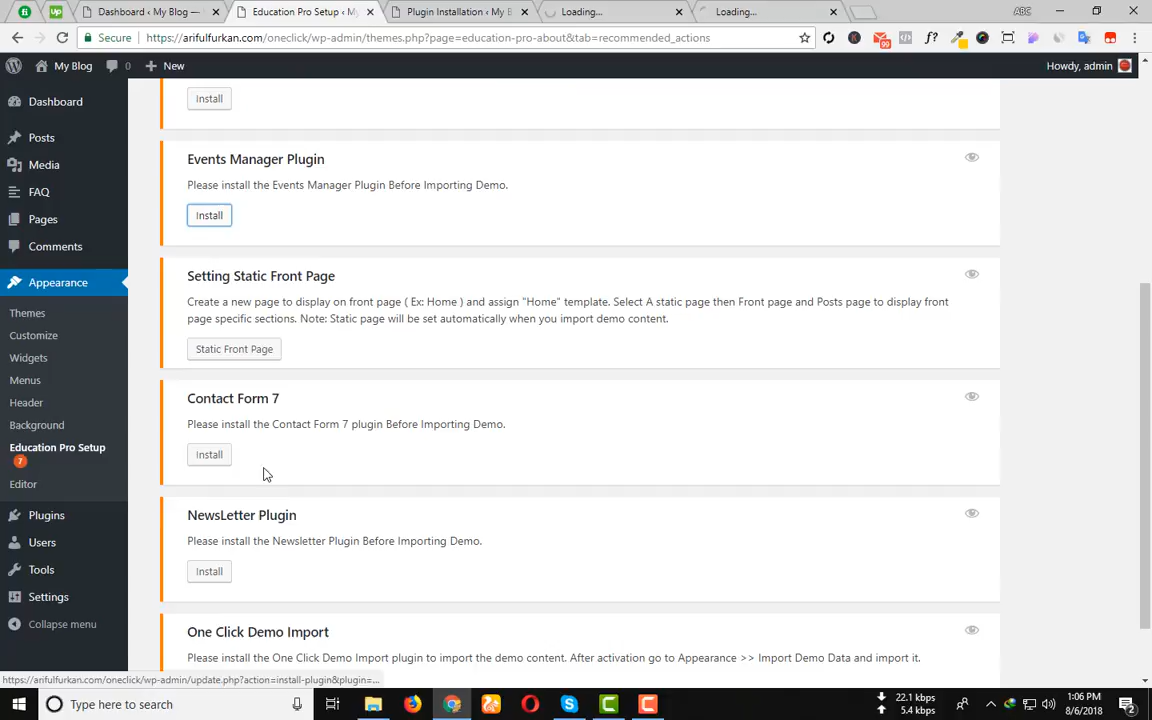 Dashboard ‹ My Blog —
Education Pro Setup ‹ My
Plugin Installation ‹ My B
Loading...
Loading...
ABC
Secure
https://arifulfurkan.com/oneclick/wp-admin/themes.php?page=education-pro-about&tab=recommended_actions
99
f?
My Blog
0
New
Howdy, admin
Dashboard
Posts
Media
FAQ
Pages
Comments
Appearance
Themes
Customize
Widgets
Menus
Header
Background
Education Pro Setup
7
Editor
Plugins
Users
Tools
Settings
Collapse menu
Install
Events Manager Plugin
Please install the Events Manager Plugin Before Importing Demo.
Install
Setting Static Front Page
Create a new page to display on front page ( Ex: Home ) and assign "Home" template. Select A static page then Front page and Posts page to display front
page specific sections. Note: Static page will be set automatically when you import demo content.
Static Front Page
Contact Form 7
Please install the Contact Form 7 plugin Before Importing Demo.
Install
NewsLetter Plugin
Please install the Newsletter Plugin Before Importing Demo.
Install
One Click Demo Import
Please install the One Click Demo Import plugin to import the demo content. After activation go to Appearance >> Import Demo Data and import it.
https://arifulfurkan.com/oneclick/wp-admin/update.php?action=install-plugin&plugin=...
Type here to search
22.1 kbps
5.4 kbps
1:06 PM
8/6/2018
2